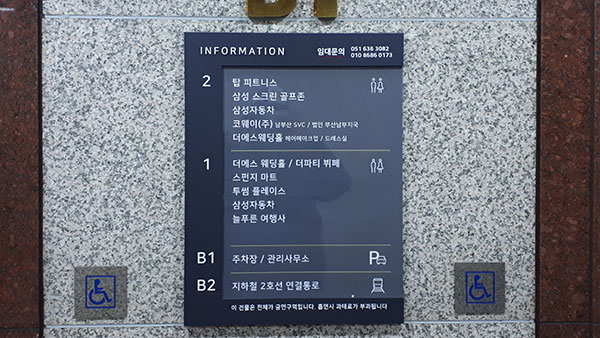 INFORMATION 임대문의 051 636 3082
010 8686 0173
2 탑 피트니스
삼성 스크린 골프존
삼성자동차
코웨이(주) 남부산 SVC / 법인 부산남부지국
더에스웨딩홀 헤어메이크업 / 드레스실
1 더에스 웨딩홀 / 더파티 뷔페
스펀지 마트
투썸 플레이스
삼성자동차
늘푸른 여행사
B1 주차장 / 관리사무소 P
B2 지하철 2호선 연결통로
이 건물은 전체가 금연구역입니다. 흡연시 과태료가 부과됩니다